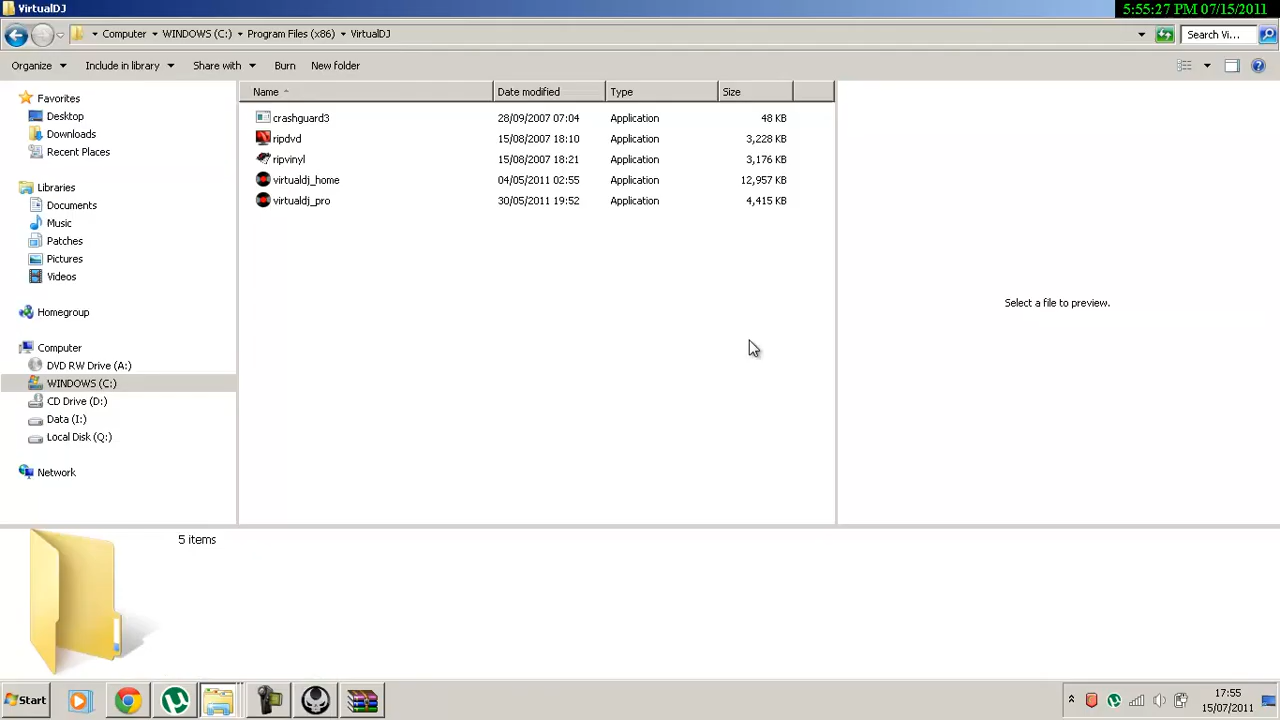 VirtualDJ
5:55:27 PM 07/15/2011
Computer WINDOWS (C:) Program Files (x86) VirtualDJ
Search Vi...
Organize Include in library Share with Burn New folder
Name Date modified Type Size
Favorites
Desktop
Downloads
Recent Places
Libraries
Documents
Music
Patches
Pictures
Videos
Homegroup
Computer
DVD RW Drive (A:)
WINDOWS (C:)
CD Drive (D:)
Data (I:)
Local Disk (Q:)
Network
crashguard3 28/09/2007 07:04 Application 48 KB
ripdvd 15/08/2007 18:10 Application 3,228 KB
ripvinyl 15/08/2007 18:21 Application 3,176 KB
virtualdj_home 04/05/2011 02:55 Application 12,957 KB
virtualdj_pro 30/05/2011 19:52 Application 4,415 KB
Select a file to preview.
5 items
Start
17:55
15/07/2011